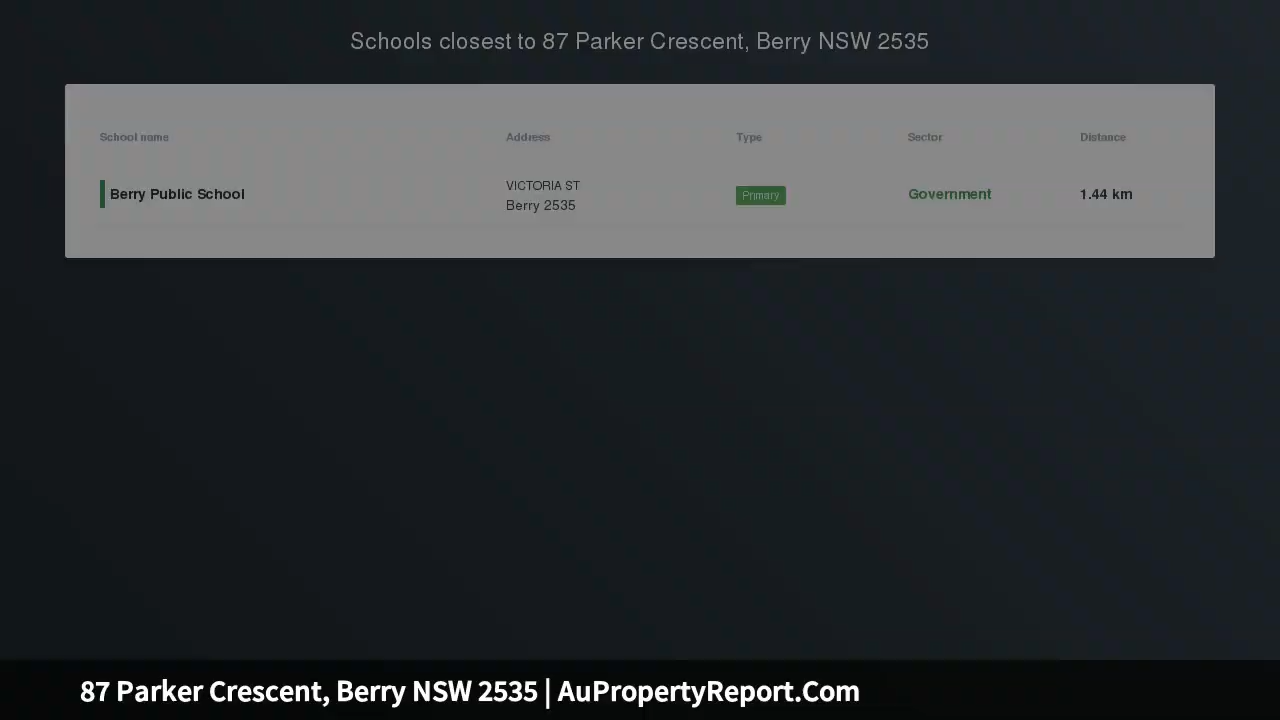 Schools closest to 87 Parker Crescent, Berry NSW 2535
School name Address Type Sector Distance
Berry Public School VICTORIA ST Primary Government 1.44 km
Berry 2535
87 Parker Crescent, Berry NSW 2535 | AuPropertyReport.Com